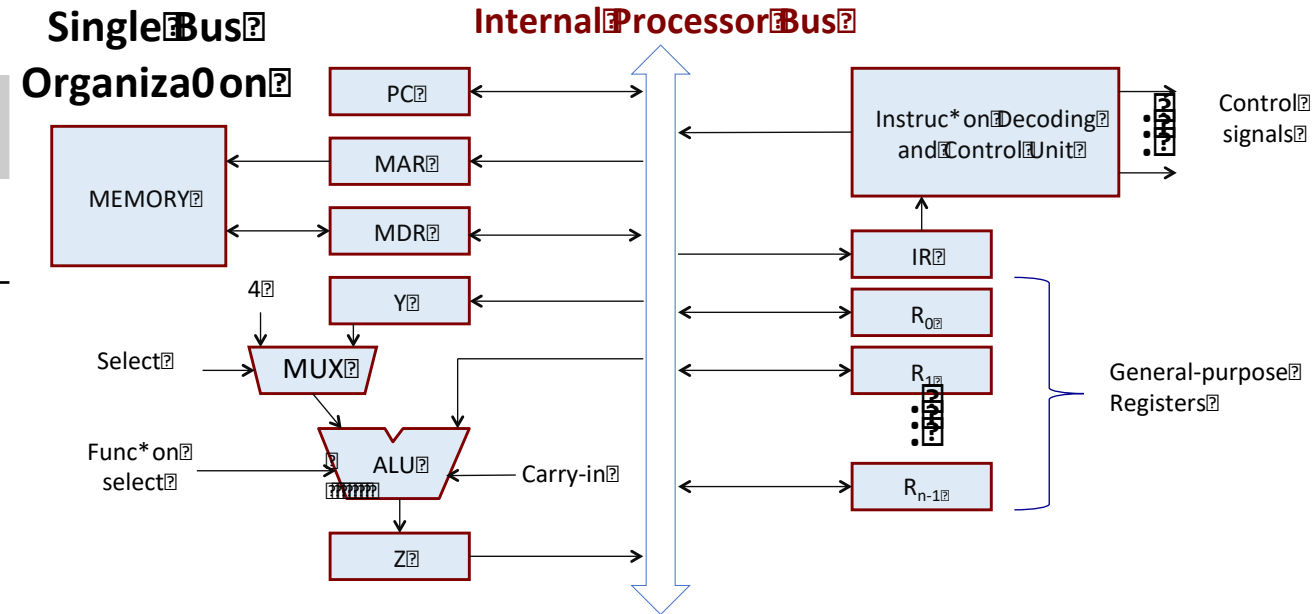 Single Bus
Organiza0on
Internal Processor Bus
PC
MAR
MEMORY
MDR
4
Y
Select
MUX
Func*on
select
ALU
Carry-in
Z
Instruc*on Decoding
and Control Unit
Control
signals
IR
R0
R1
Rn-1
General-purpose
Registers